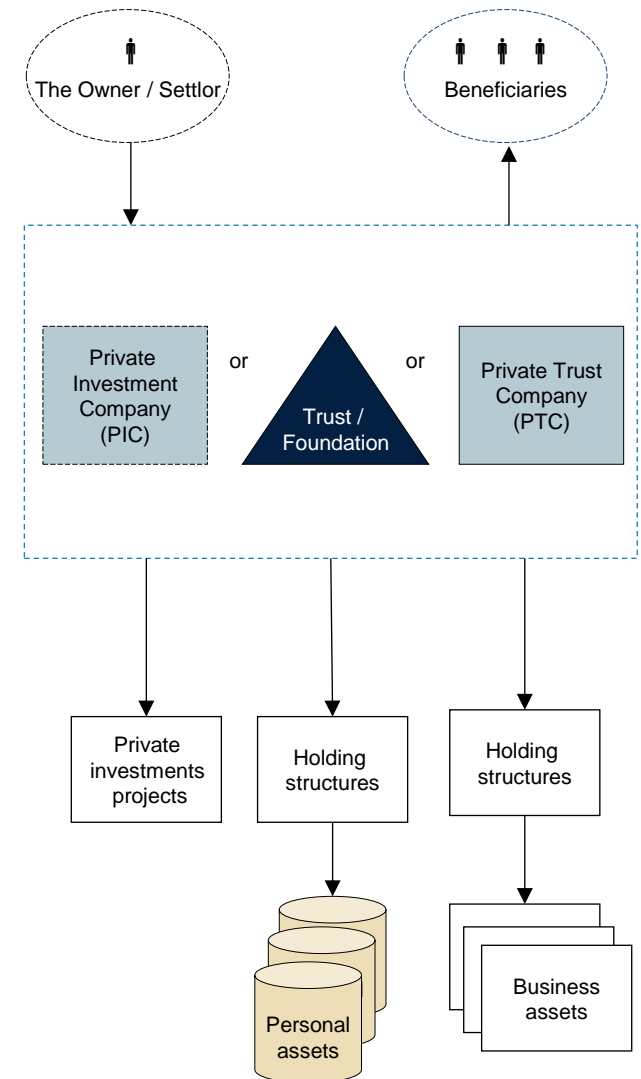 The Owner / Settlor
Beneficiaries
Private
Investment
Company
(PIC)
or
Trust /
Foundation
or
Private Trust
Company
(PTC)
Private
investments
projects
Holding
structures
Holding
structures
Personal
assets
Business
assets